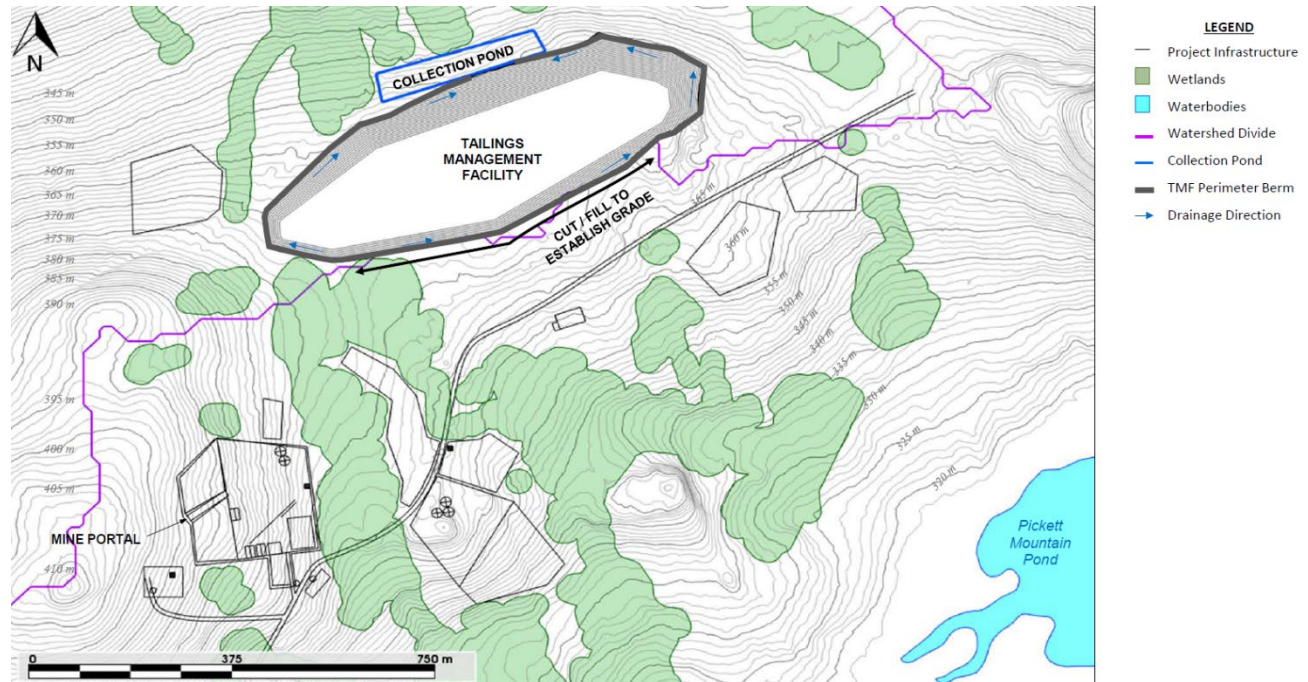 N
COLLECTION POND
TAILINGS
MANAGEMENT
FACILITY
CUT / FILL TO
ESTABLISH GRADE
345 m
350 m
355 m
360 m
365 m
370 m
375 m
380 m
385 m
390 m
395 m
400 m
405 m
410 m
MINE PORTAL
365 m
360 m
355 m
350 m
345 m
340 m
335 m
330 m
325 m
320 m
Pickett
Mountain
Pond
0 375 750 m
LEGEND
Project Infrastructure
Wetlands
Waterbodies
Watershed Divide
Collection Pond
TMF Perimeter Berm
Drainage Direction